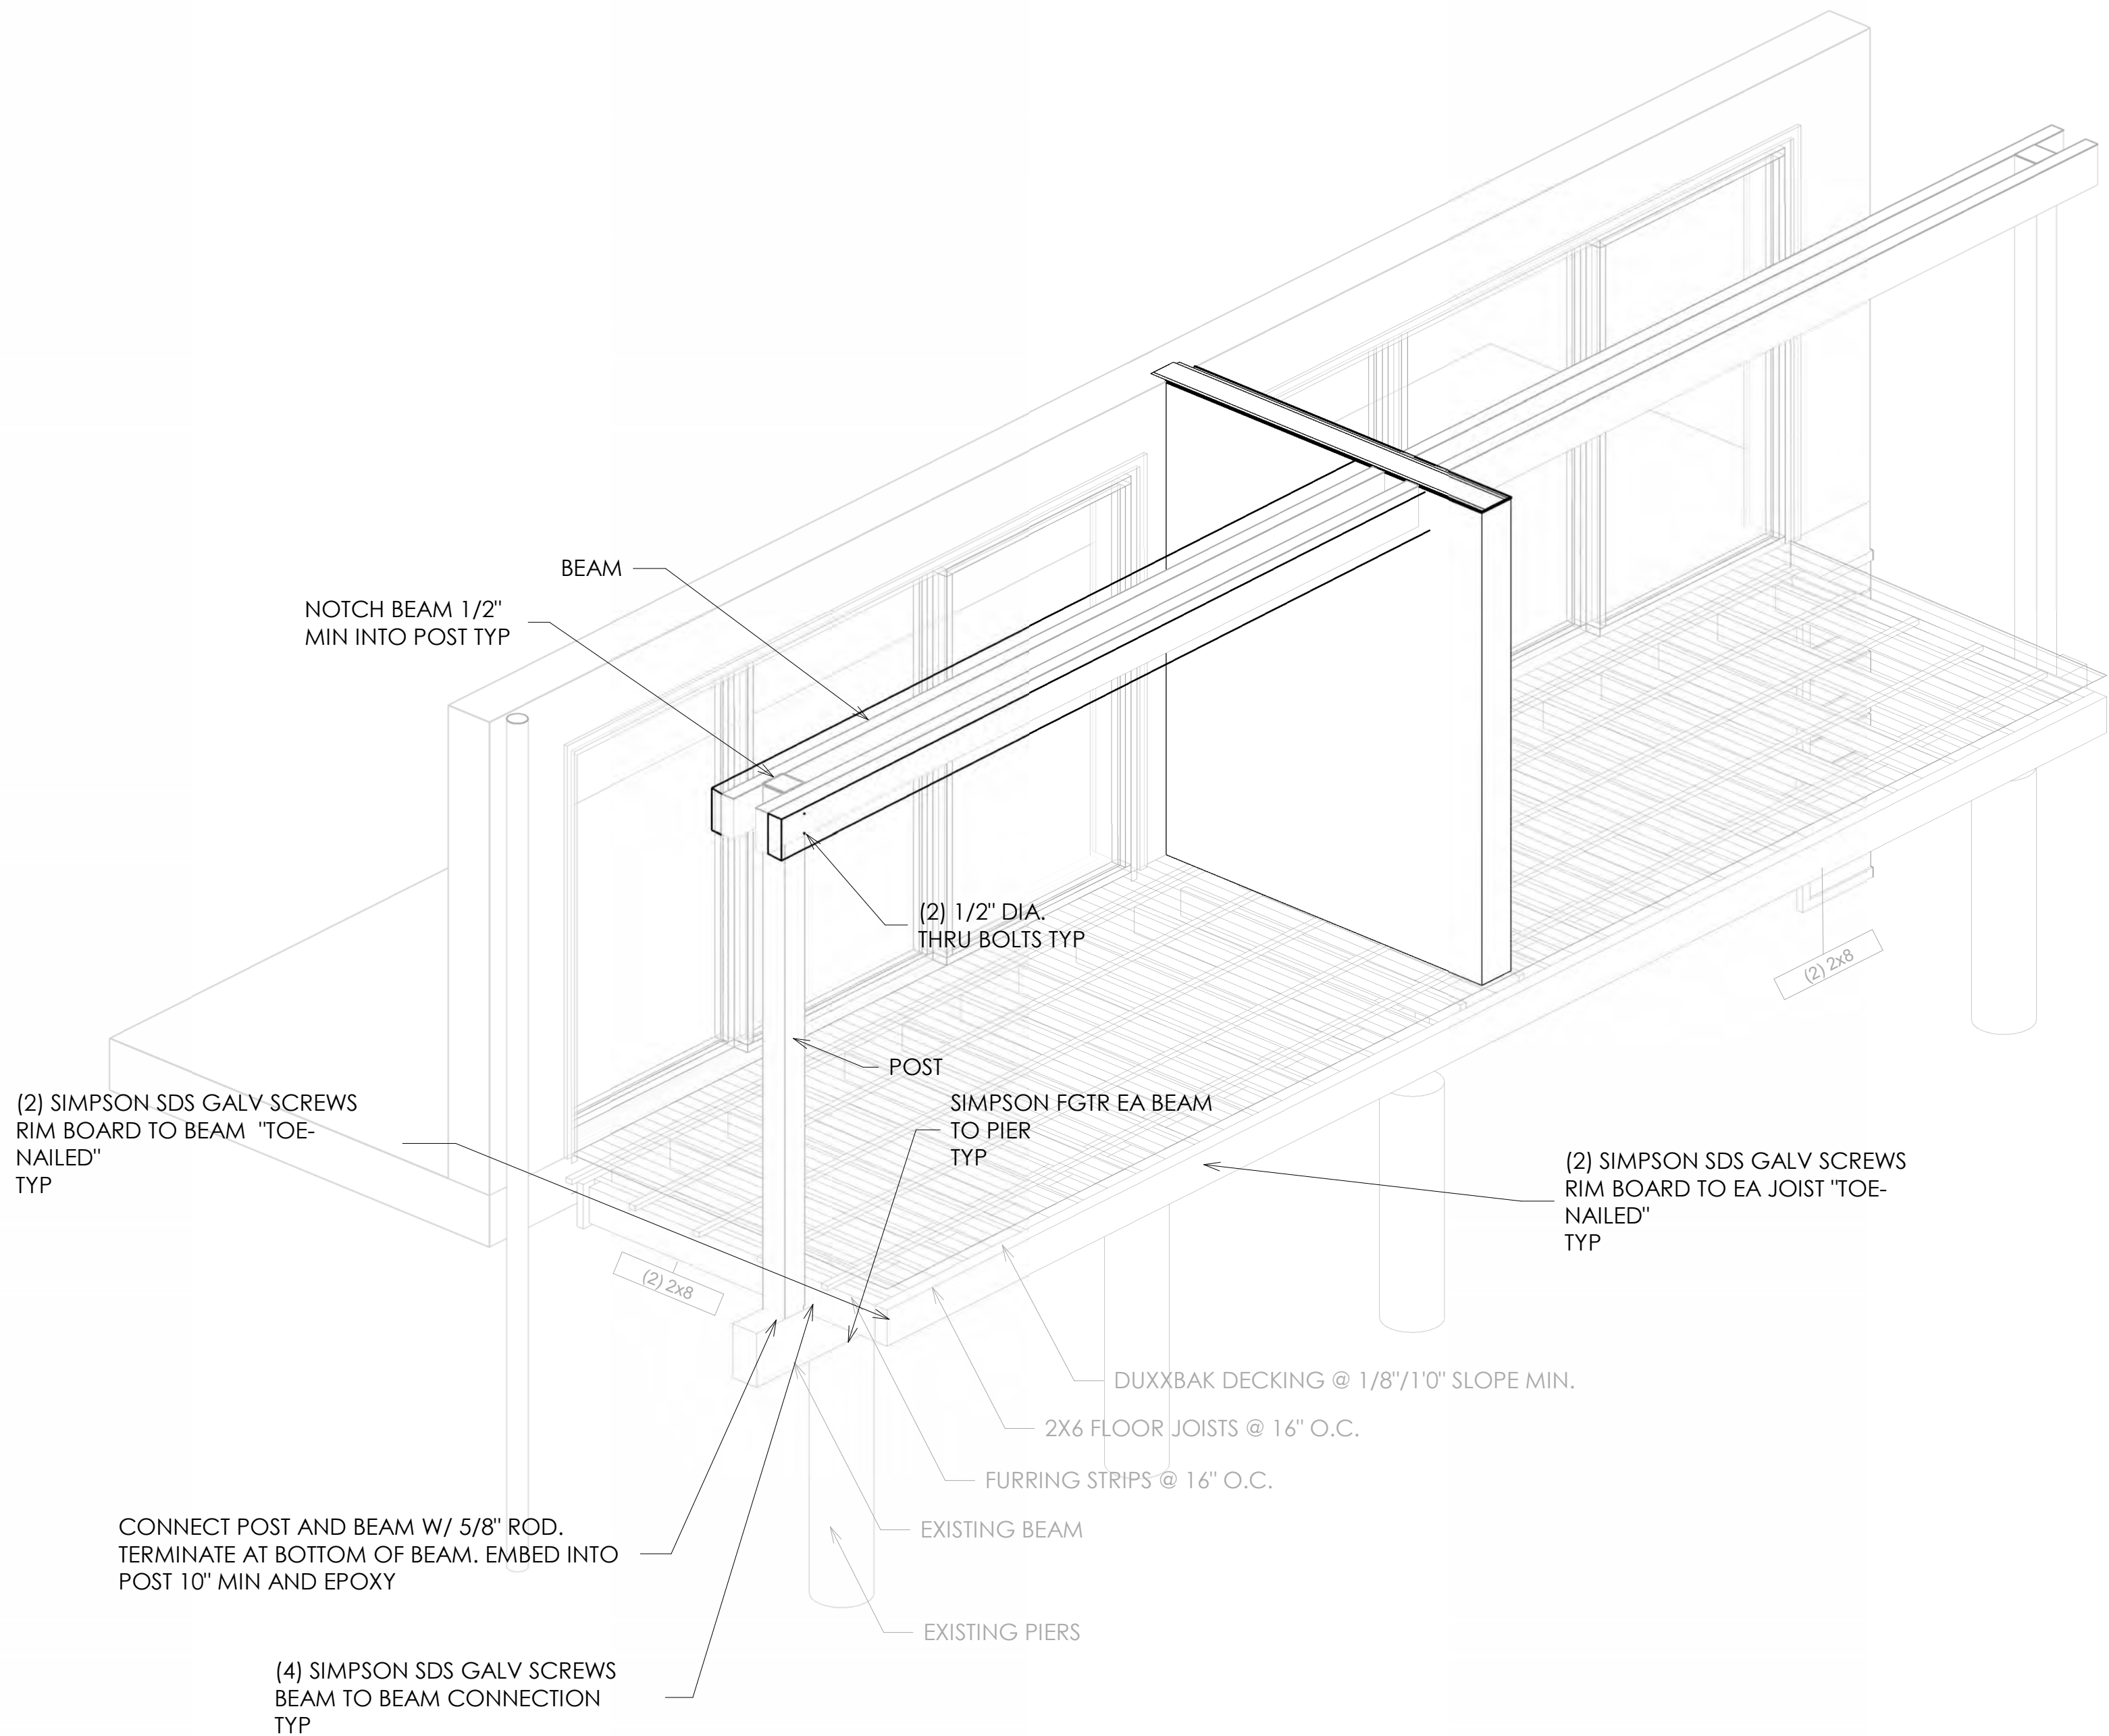 BEAM
NOTCH BEAM 1/2"
MIN INTO POST TYP
(2) 1/2" DIA.
THRU BOLTS TYP
(2) 2x8
POST
(2) SIMPSON SDS GALV SCREWS
RIM BOARD TO BEAM "TOE-
NAILED"
TYP
SIMPSON FGTR EA BEAM
TO PIER
TYP
(2) SIMPSON SDS GALV SCREWS
RIM BOARD TO EA JOIST "TOE-
NAILED"
TYP
(2) 2x8
DUXXBAK DECKING @ 1/8"/1'0" SLOPE MIN.
2X6 FLOOR JOISTS @ 16" O.C.
FURRING STRIPS @ 16" O.C.
CONNECT POST AND BEAM W/ 5/8" ROD.
TERMINATE AT BOTTOM OF BEAM. EMBED INTO
POST 10" MIN AND EPOXY
EXISTING BEAM
EXISTING PIERS
(4) SIMPSON SDS GALV SCREWS
BEAM TO BEAM CONNECTION
TYP